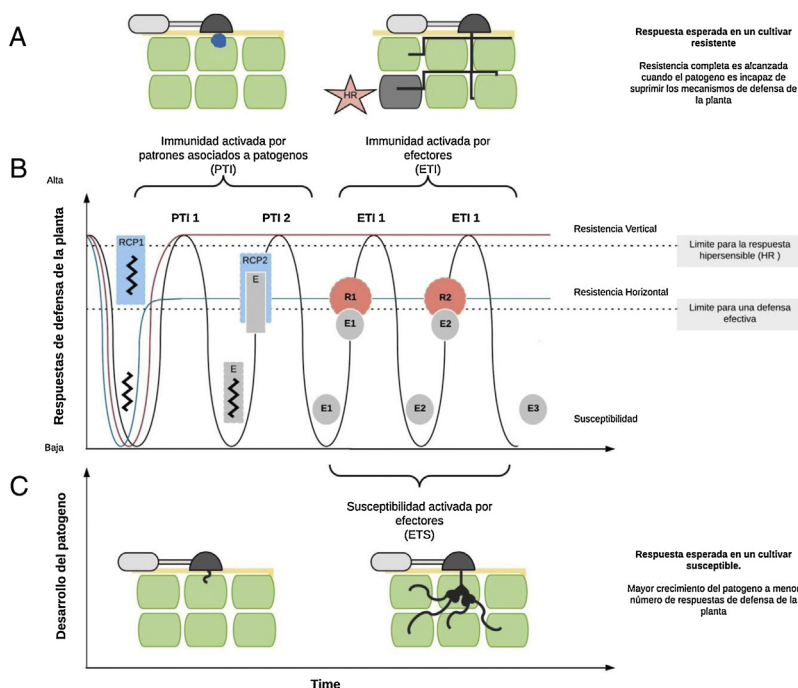 A
Respuesta esperada en un cultivar
resistente
Resistencia completa es alcanzada
cuando el patogeno es incapaz de
suprimir los mecanismos de defensa de
la planta
HR
Immunidad activada por
patrones asociados a patogenos
(PTI)
Immunidad activada por
efectores
(ETI)
B
Alta
Respuestas de defensa de la planta
Baja
PTI 1
PTI 2
ETI 1
ETI 1
RCP1
RCP2
E
E
R1
E1
R2
E2
E1
E2
E3
Resistencia Vertical
Limite para la respuesta
hipersensible (HR )
Resistencia Horizontal
Limite para una defensa
efectiva
Susceptibilidad
C
Susceptibilidad activada por
efectores
(ETS)
Desarrollo del patogeno
Respuesta esperada en un cultivar
susceptible.
Mayor crecimiento del patogeno a menor
número de respuestas de defensa de la
planta
Time